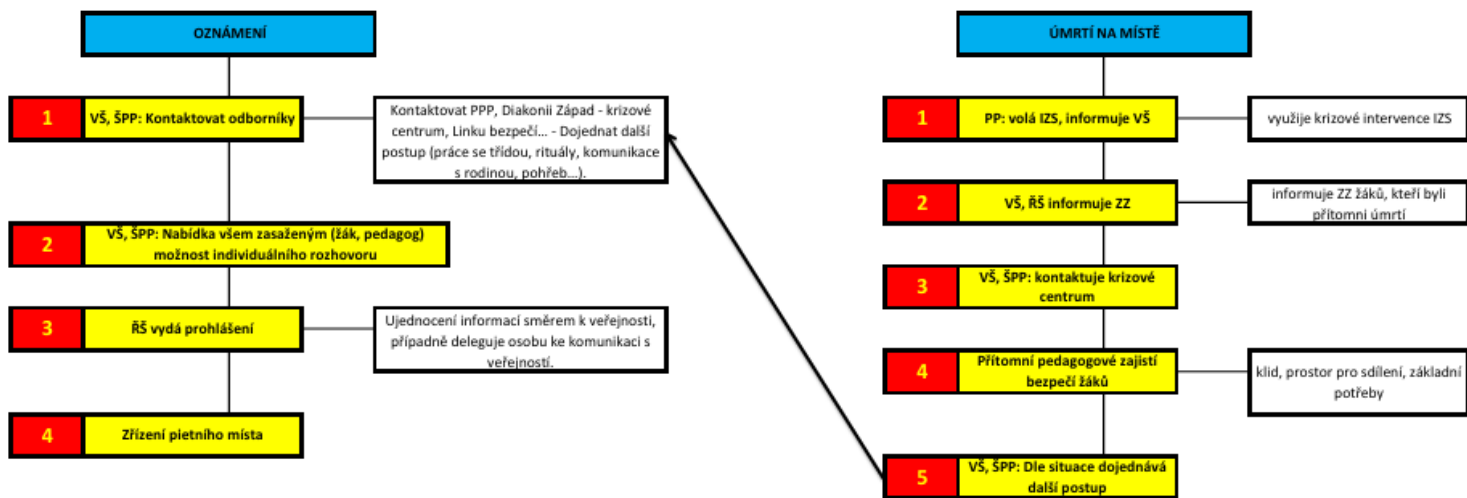 OZNÁMENÍ
1
VŠ, ŠPP: Kontaktovat odborníky
Kontaktovat PPP, Diakonii Západ - krizové
centrum, Linku bezpečí… - Dojednat další
postup (práce se třídou, rituály, komunikace
s rodinou, pohřeb…).
2
VŠ, ŠPP: Nabídka všem zasaženým (žák, pedagog)
možnost individuálního rozhovoru
3
ŘŠ vydá prohlášení
Ujednocení informací směrem k veřejnosti,
případně deleguje osobu ke komunikaci s
veřejností.
4
Zřízení pietního místa
ÚMRTÍ NA MÍSTĚ
1
PP: volá IZS, informuje VŠ
využije krizové intervence IZS
2
VŠ, ŘŠ informuje ZZ
informuje ZZ žáků, kteří byli
přítomni úmrtí
3
VŠ, ŠPP: kontaktuje krizové
centrum
4
Přítomní pedagogové zajistí
bezpečí žáků
klid, prostor pro sdílení, základní
potřeby
5
VŠ, ŠPP: Dle situace dojednává
další postup